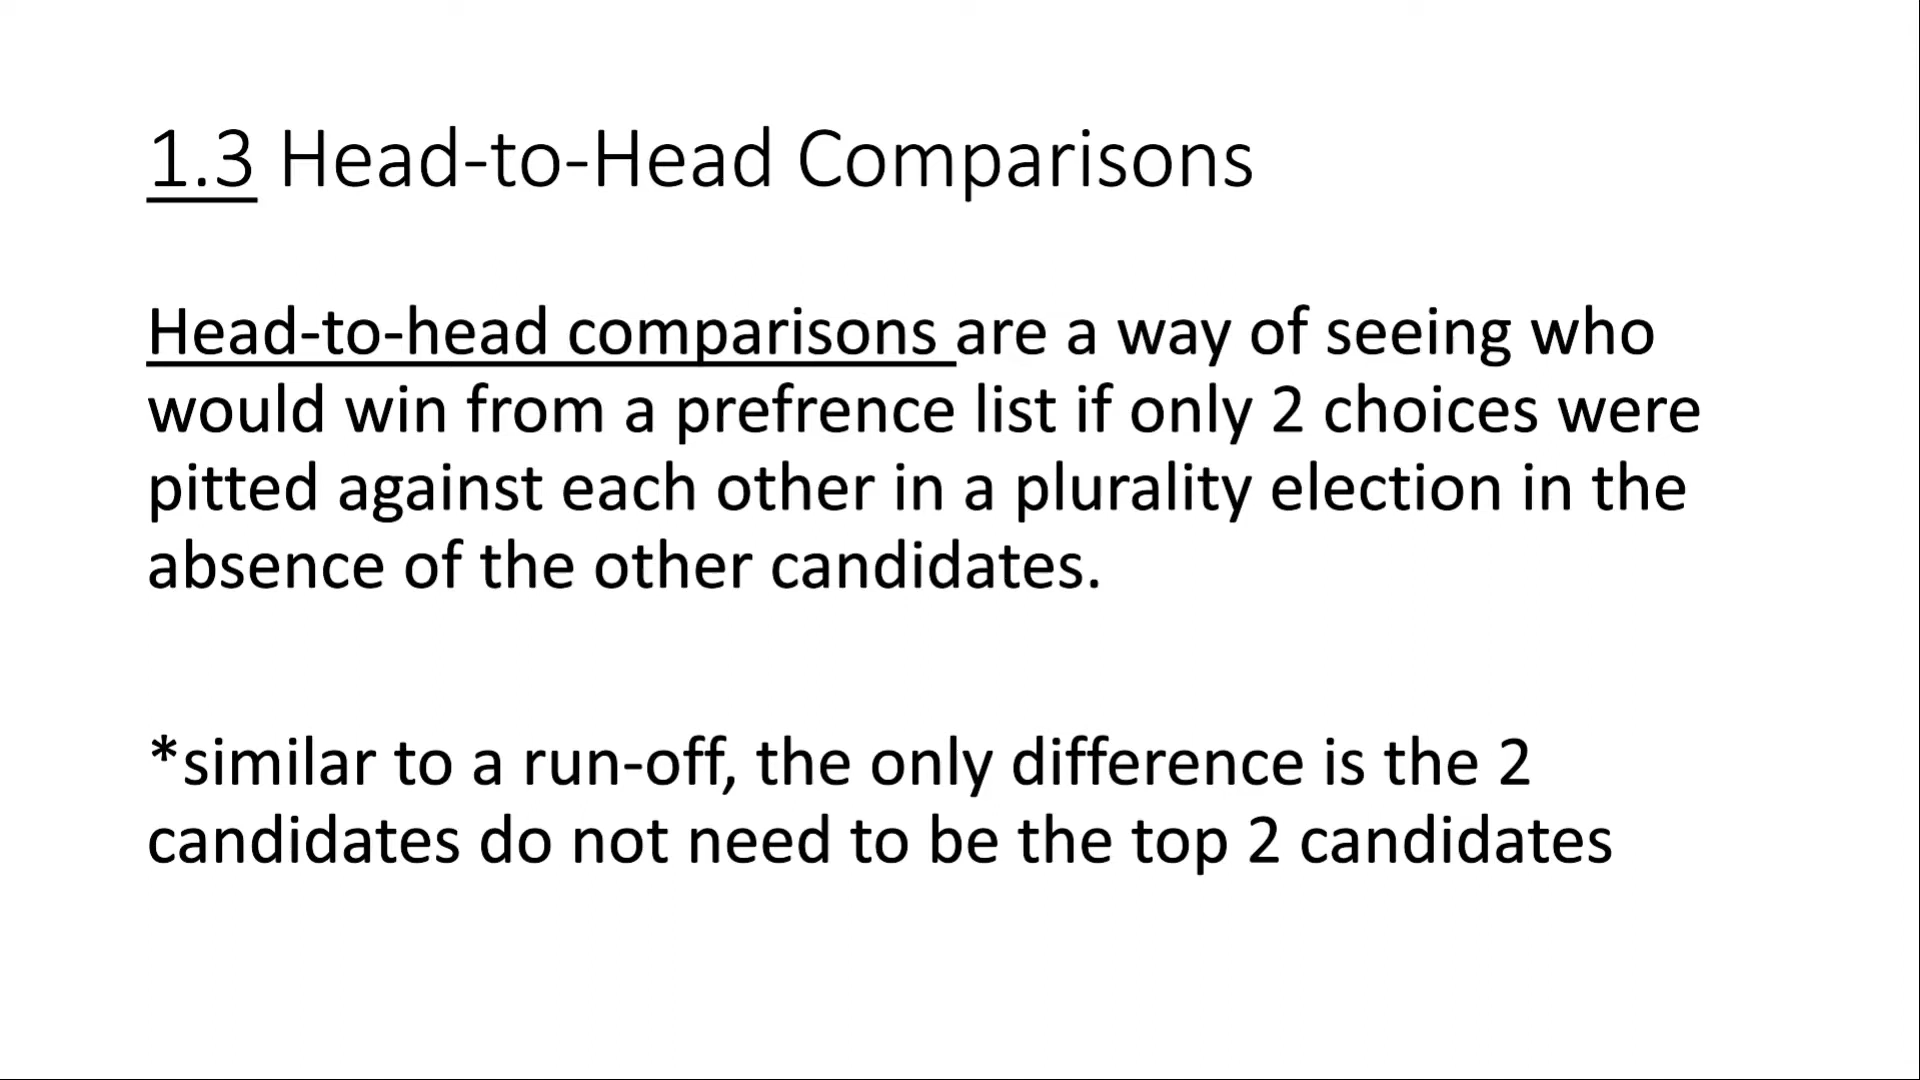 1.3 Head-to-Head Comparisons
Head-to-head comparisons are a way of seeing who
would win from a prefrence list if only 2 choices were
pitted against each other in a plurality election in the
absence of the other candidates.
*similar to a run-off, the only difference is the 2
candidates do not need to be the top 2 candidates